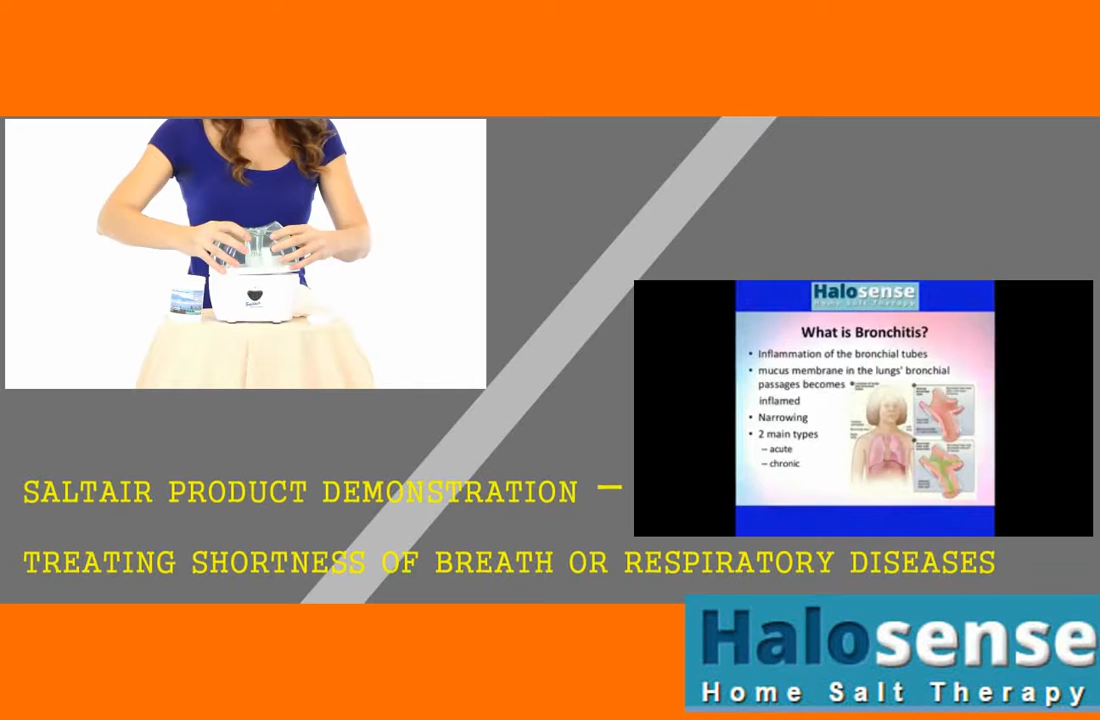 Halosense
Home Salt Therapy
What is Bronchitis?
• Inflammation of the bronchial tubes
• mucus membrane in the lungs' bronchial
passages becomes
inflamed
• Narrowing
• 2 main types
– acute
– chronic
SALTAIR PRODUCT DEMONSTRATION –
TREATING SHORTNESS OF BREATH OR RESPIRATORY DISEASES
Halosense
Home Salt Therapy